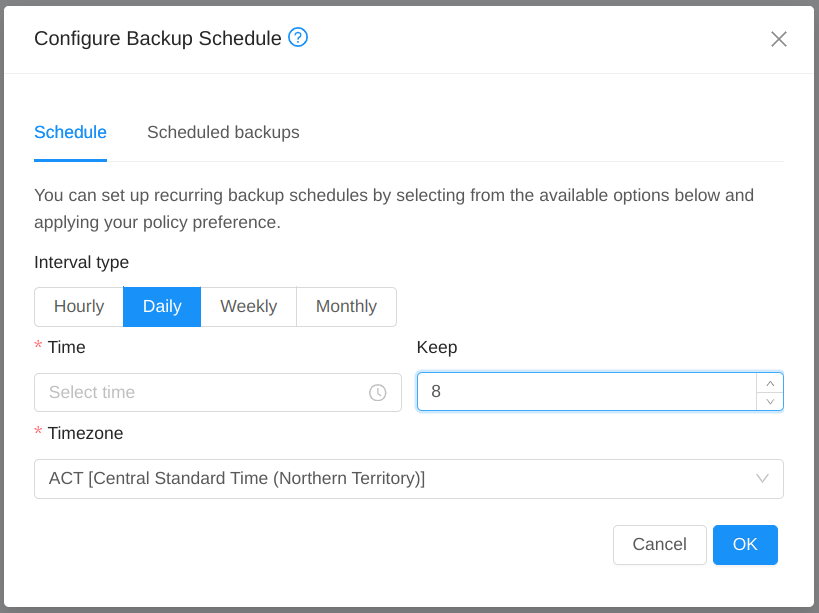 Configure Backup Schedule
Schedule Scheduled backups
You can set up recurring backup schedules by selecting from the available options below and
applying your policy preference.
Interval type
Hourly Daily Weekly Monthly
* Time Keep
Select time 8
* Timezone
ACT [Central Standard Time (Northern Territory)]
Cancel OK